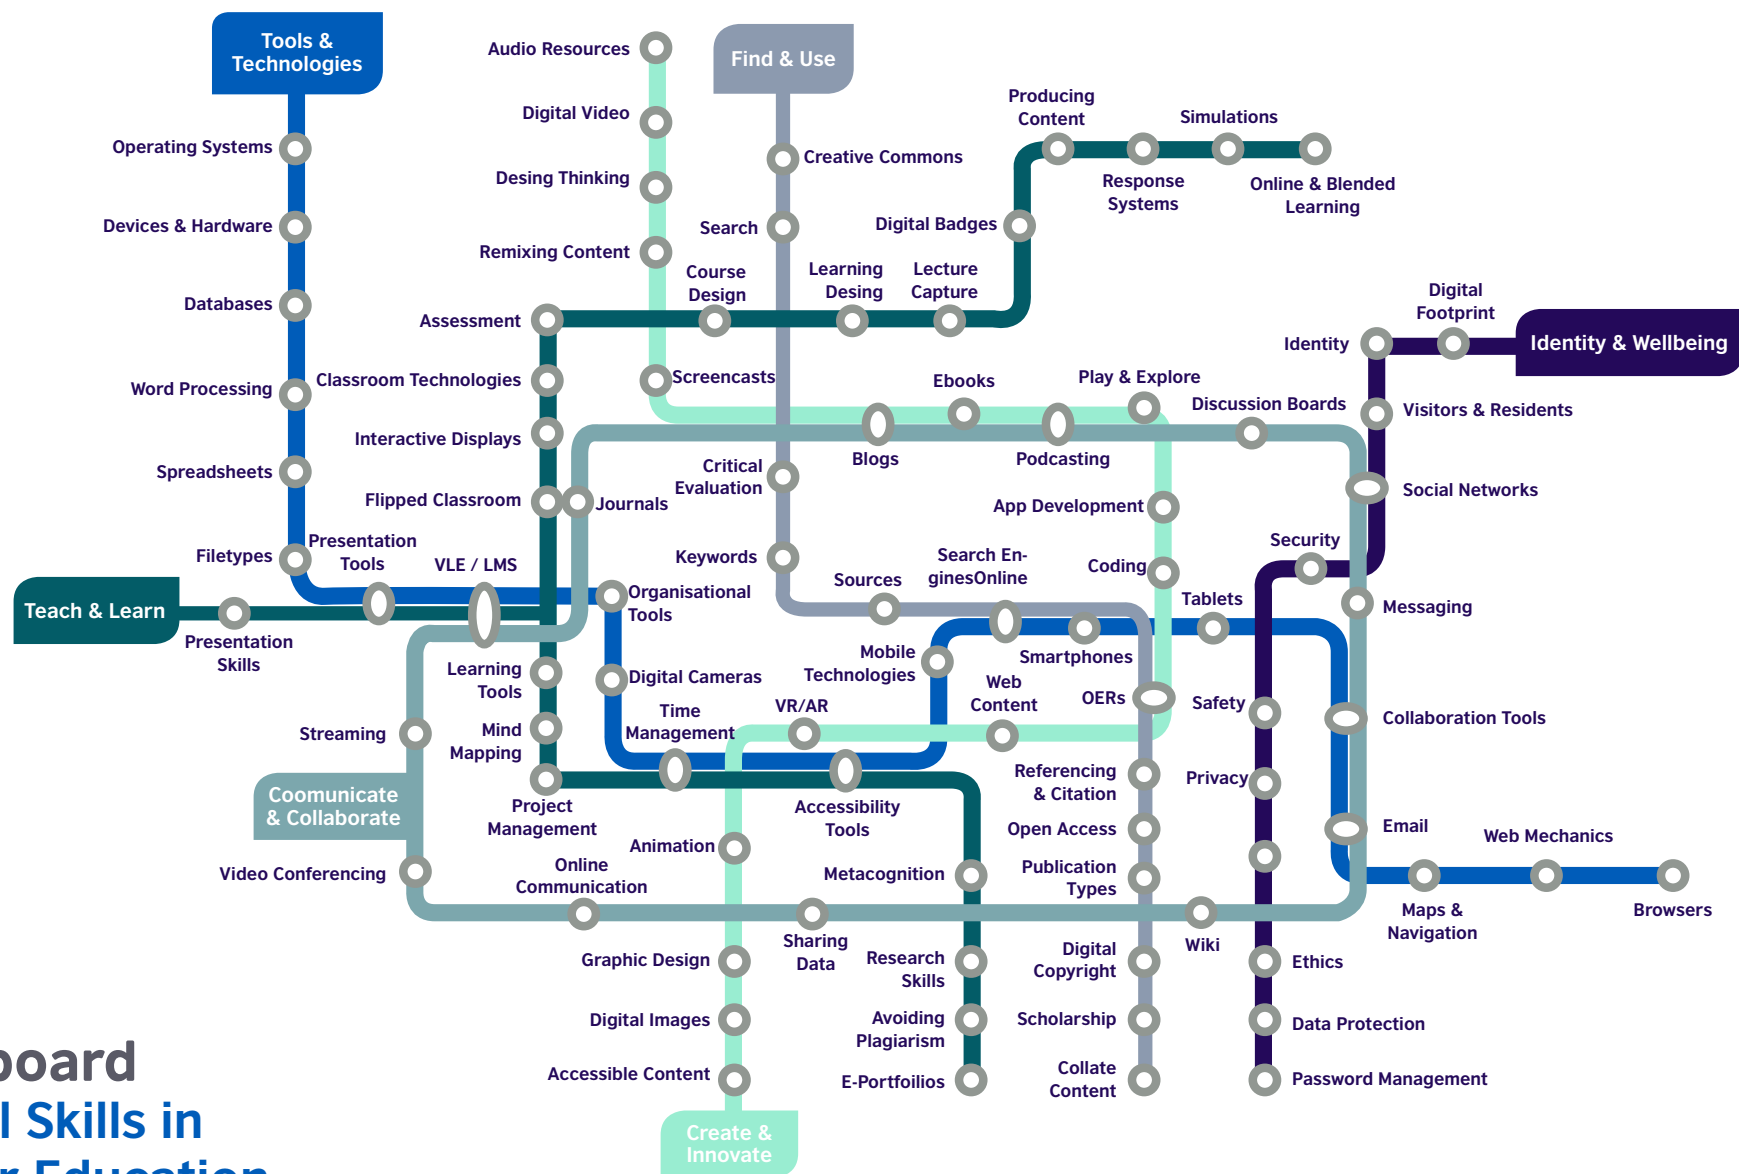 Tools &
Technologies
Audio Resources
Find & Use
Digital Video
Producing
Content
Simulations
Operating Systems
Creative Commons
Desing Thinking
Response
Systems
Online & Blended
Learning
Devices & Hardware
Search
Digital Badges
Remixing Content
Course
Design
Learning
Desing
Lecture
Capture
Databases
Assessment
Digital
Footprint
Identity
Identity & Wellbeing
Word Processing
Classroom Technologies
Screencasts
Ebooks
Play & Explore
Discussion Boards
Visitors & Residents
Interactive Displays
Blogs
Podcasting
Spreadsheets
Critical
Evaluation
Social Networks
Flipped Classroom
Journals
App Development
Filetypes
Presentation
Tools
VLE / LMS
Keywords
Search En-
ginesOnline
Security
Coding
Sources
Organisational
Tools
Tablets
Messaging
Teach & Learn
Presentation
Skills
Mobile
Technologies
Smartphones
Learning
Tools
Digital Cameras
Web
Content
OERs
Safety
Time
Management
VR/AR
Collaboration Tools
Streaming
Mind
Mapping
Referencing
& Citation
Privacy
Coomunicate
& Collaborate
Project
Management
Accessibility
Tools
Open Access
Email
Web Mechanics
Animation
Video Conferencing
Online
Communication
Metacognition
Publication
Types
Maps &
Navigation
Browsers
Sharing
Data
Wiki
Graphic Design
Research
Skills
Digital
Copyright
Ethics
Digital Images
Avoiding
Plagiarism
Scholarship
Data Protection
Accessible Content
E-Portfoilios
Collate
Content
Password Management
Create &
Innovate
board
l Skills in
r Education